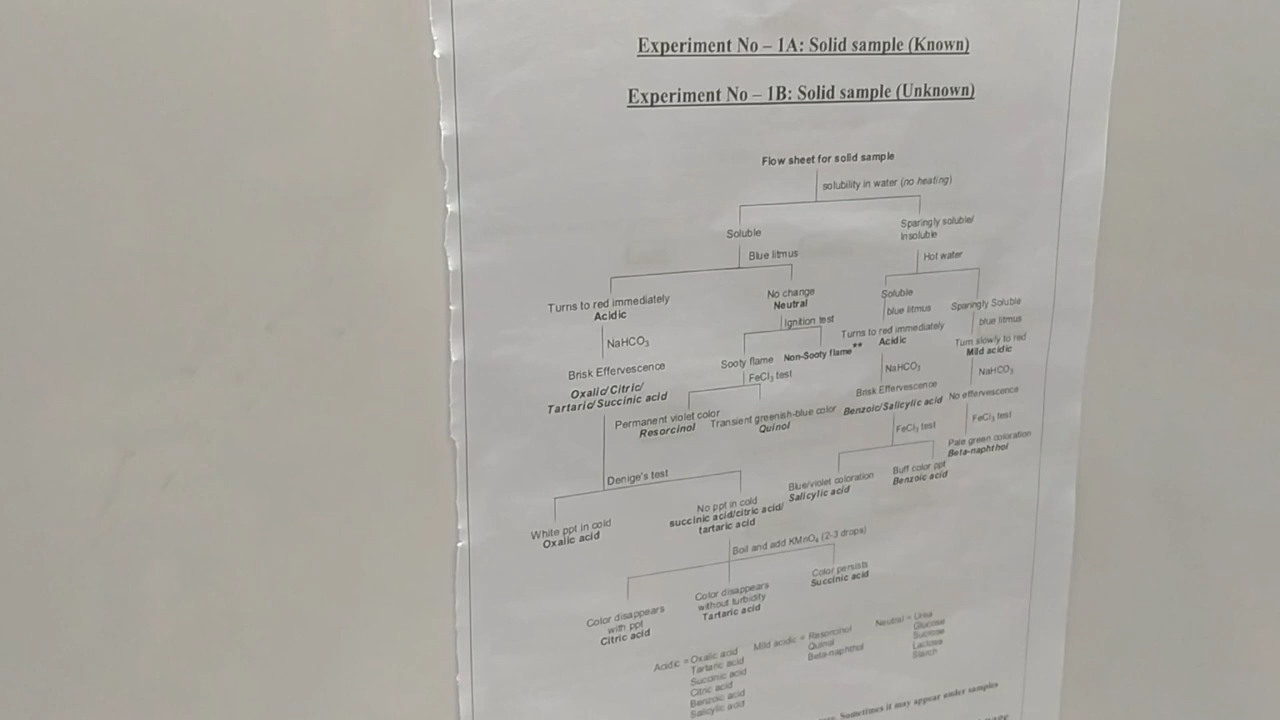 Experiment No – 1A: Solid sample (Known)
Experiment No – 1B: Solid sample (Unknown)
Flow sheet for solid sample
solubility in water (no heating)
Soluble
Sparingly soluble/
insoluble
Blue litmus
Hot water
Turns to red immediately
Acidic
No change
Neutral
Soluble
Sparingly Soluble
Ignition test
blue litmus
blue litmus
NaHCO3
Sooty flame
Non-Sooty flame**
Turns to red immediately
Acidic
Turn slowly to red
Mild acidic
Brisk Effervescence
Oxalic/Citric/
Tartaric/Succinic acid
FeCl3 test
NaHCO3
NaHCO3
Permanent violet color
Resorcinol
Transient greenish-blue color
Quinol
Brisk Effervescence
Benzoic/Salicylic acid
No effervescence
FeCl3 test
FeCl3 test
Pale green coloration
Beta-naphthol
Denige's test
Blue/violet coloration
Salicylic acid
Buff color ppt
Benzoic acid
White ppt in cold
Oxalic acid
No ppt in cold
succinic acid/citric acid/
tartaric acid
Boil and add KMnO4 (2-3 drops)
Color disappears
with ppt
Citric acid
Color disappears
without turbidity
Tartaric acid
Color persists
Succinic acid
Acidic = Oxalic acid
Tartaric acid
Succinic acid
Citric acid
Benzoic acid
Salicylic acid
Mild acidic = Resorcinol
Quinol
Beta-naphthol
Neutral = Urea
Glucose
Sucrose
Lactose
Starch
Sometimes it may appear under samples